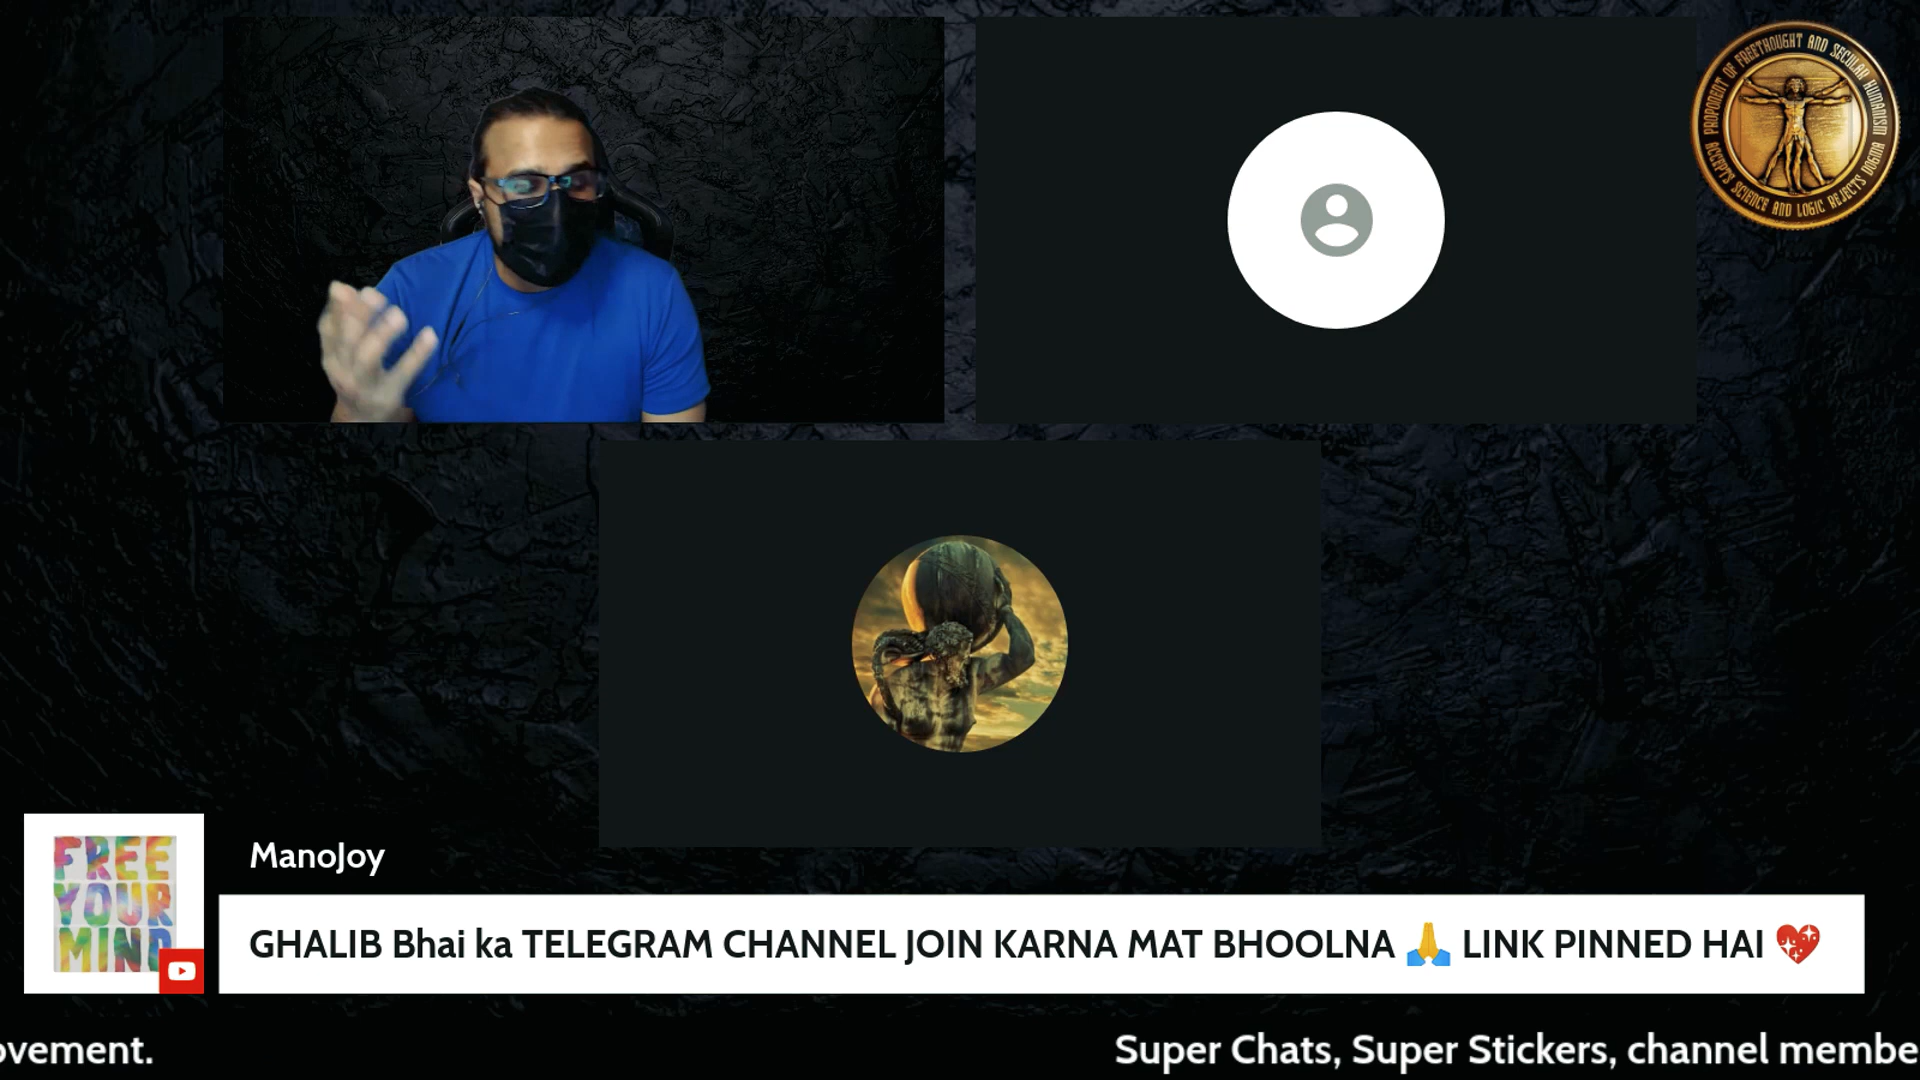 PROPONENT OF FREETHOUGHT AND SECULAR HUMANISM
ACCEPTS SCIENCE AND LOGIC REJECTS DOGMA
FREE
YOUR
MIND
ManoJoy
GHALIB Bhai ka TELEGRAM CHANNEL JOIN KARNA MAT BHOOLNA 🙏 LINK PINNED HAI 💖
ovement.
Super Chats, Super Stickers, channel membe